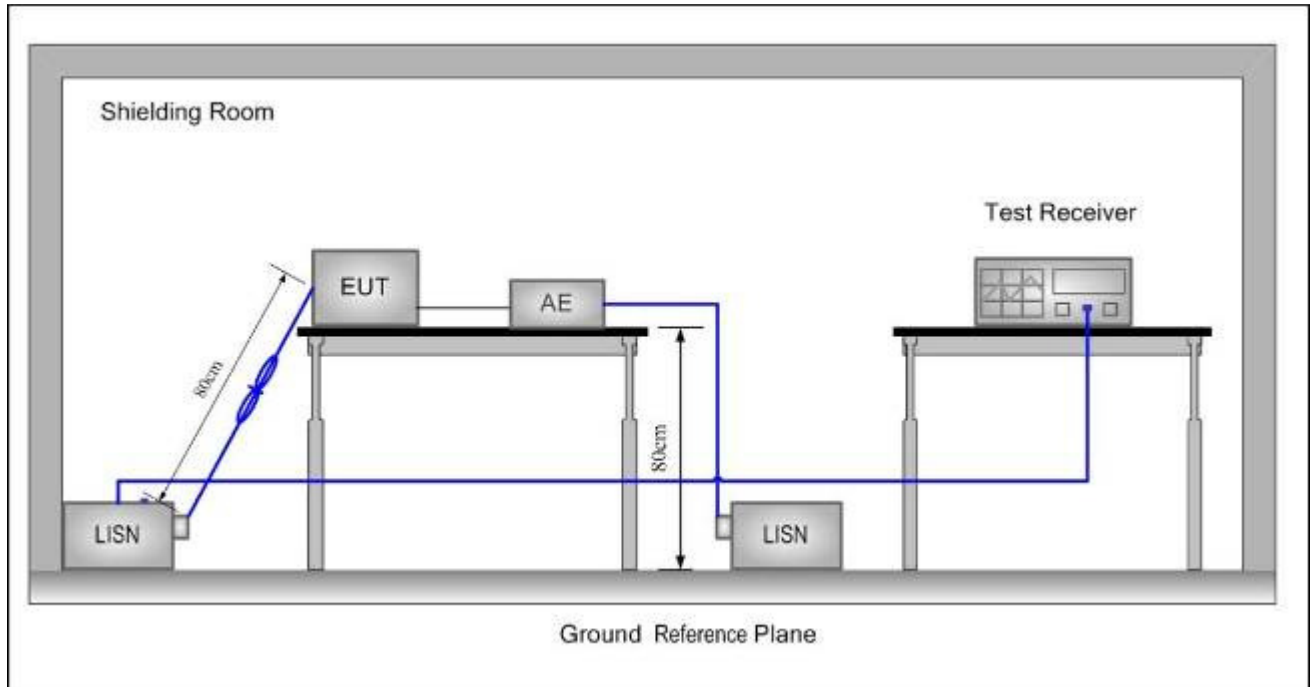 Shielding Room
Test Receiver
EUT
AE
80cm
80cm
LISN
LISN
Ground Reference Plane